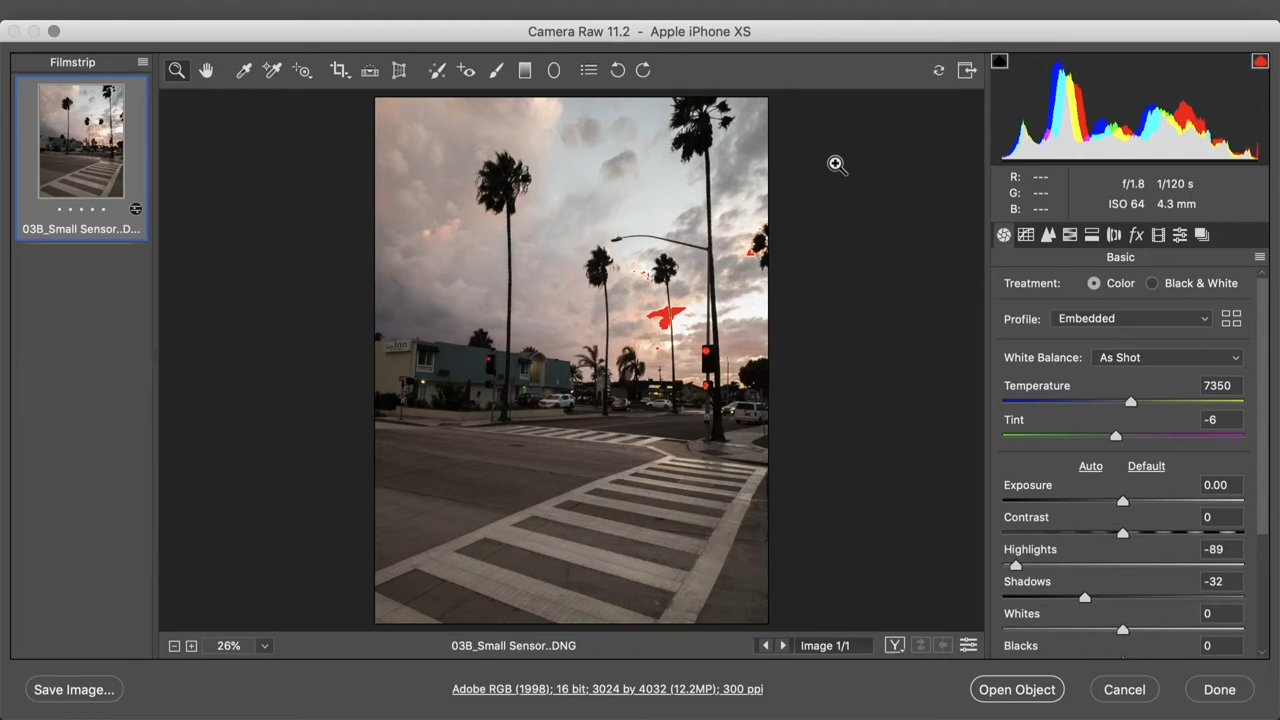 Camera Raw 11.2 - Apple iPhone XS
Filmstrip
03B_Small Sensor..D...
R: ---
G: ---
B: ---
f/1.8 1/120 s
ISO 64 4.3 mm
fx
Basic
Treatment: Color Black & White
Profile: Embedded
White Balance: As Shot
Temperature 7350
Tint -6
Auto Default
Exposure 0.00
Contrast 0
Highlights -89
Shadows -32
Whites 0
Blacks 0
Inn
26%
03B_Small Sensor..DNG
Image 1/1
Y
Save Image...
Adobe RGB (1998); 16 bit; 3024 by 4032 (12.2MP); 300 ppi
Open Object
Cancel
Done